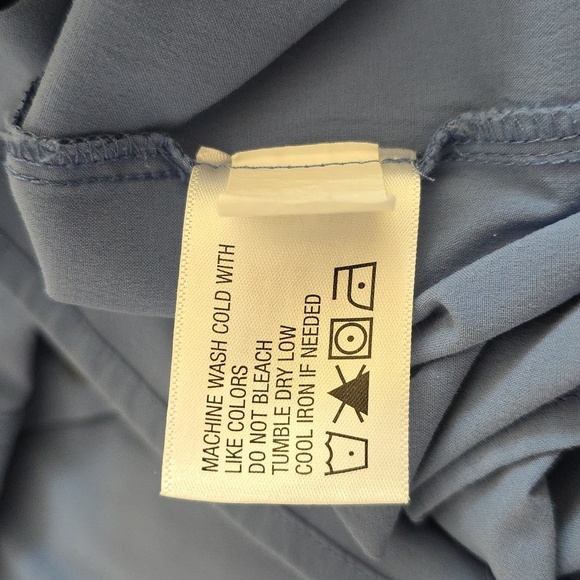 MACHINE WASH COLD WITH
LIKE COLORS
DO NOT BLEACH
TUMBLE DRY LOW
COOL IRON IF NEEDED